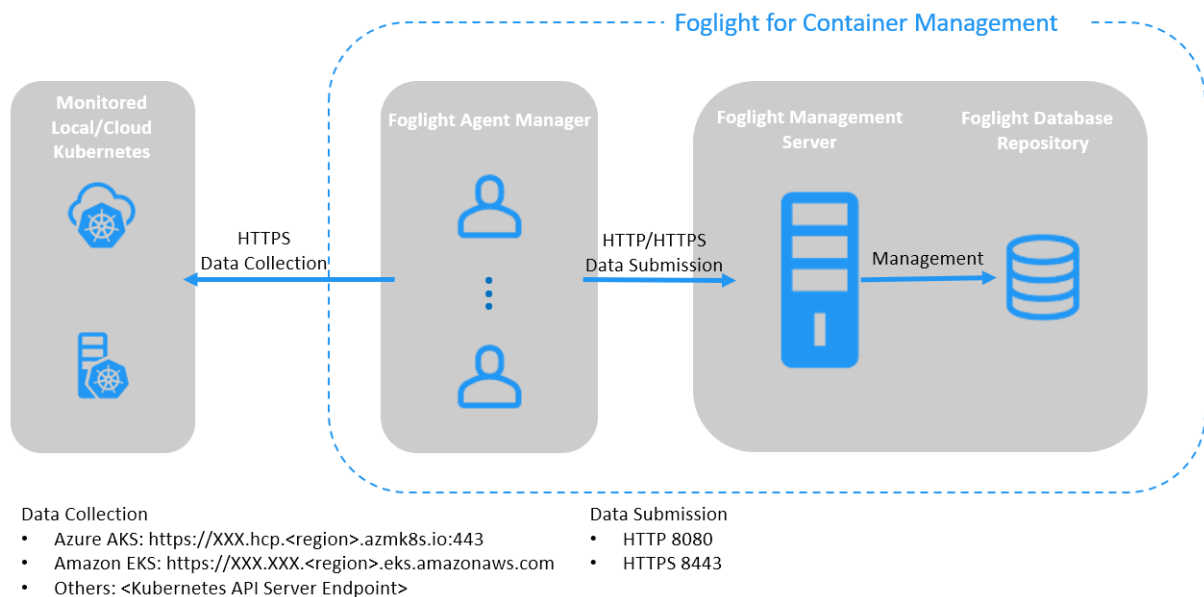 Foglight for Container Management
Monitored
Local/Cloud
Kubernetes
Foglight Agent Manager
Foglight Management
Server
Foglight Database
Repository
HTTPS
Data Collection
HTTP/HTTPS
Data Submission
Management
Data Collection
• Azure AKS: https://XXX.hcp.<region>.azmk8s.io:443
• Amazon EKS: https://XXX.XXX.<region>.eks.amazonaws.com
• Others: <Kubernetes API Server Endpoint>
Data Submission
• HTTP 8080
• HTTPS 8443